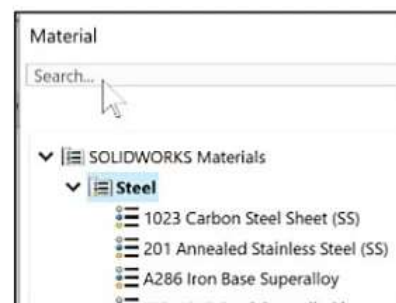 Material
Search...
SOLIDWORKS Materials
Steel
1023 Carbon Steel Sheet (SS)
201 Annealed Stainless Steel (SS)
A286 Iron Base Superalloy